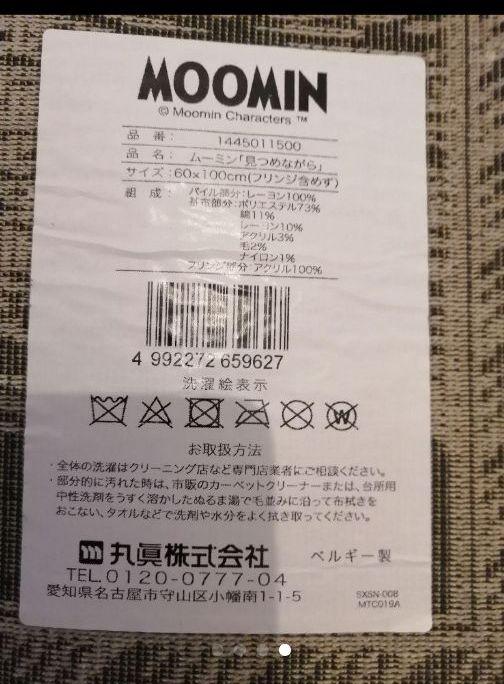 MOOMIN
© Moomin Characters ™
品 番: 1445011500
品 名: ムーミン「見つめながら」
サイズ:60×100cm(フリンジ含めず)
組 成: パイル部分:レーヨン100%
基布部分:ポリエステル73%
綿11%
レーヨン10%
アクリル3%
毛2%
ナイロン1%
フリンジ部分:アクリル100%
4 992272 659627
洗濯絵表示
W
お取扱方法
・全体の洗濯はクリーニング店など専門店業者にご相談ください。
・部分的に汚れた時は、市販のカーペットクリーナーまたは、台所用
中性洗剤をうすく溶かしたぬるま湯で毛並みに沿って布拭きを
おこない、タオルなどで洗剤や水分をよく拭き取ってください。
丸眞株式会社 ベルギー製
TEL.0120-0777-04
愛知県名古屋市守山区小幡南1-1-5
SXSN-008
MTC019A